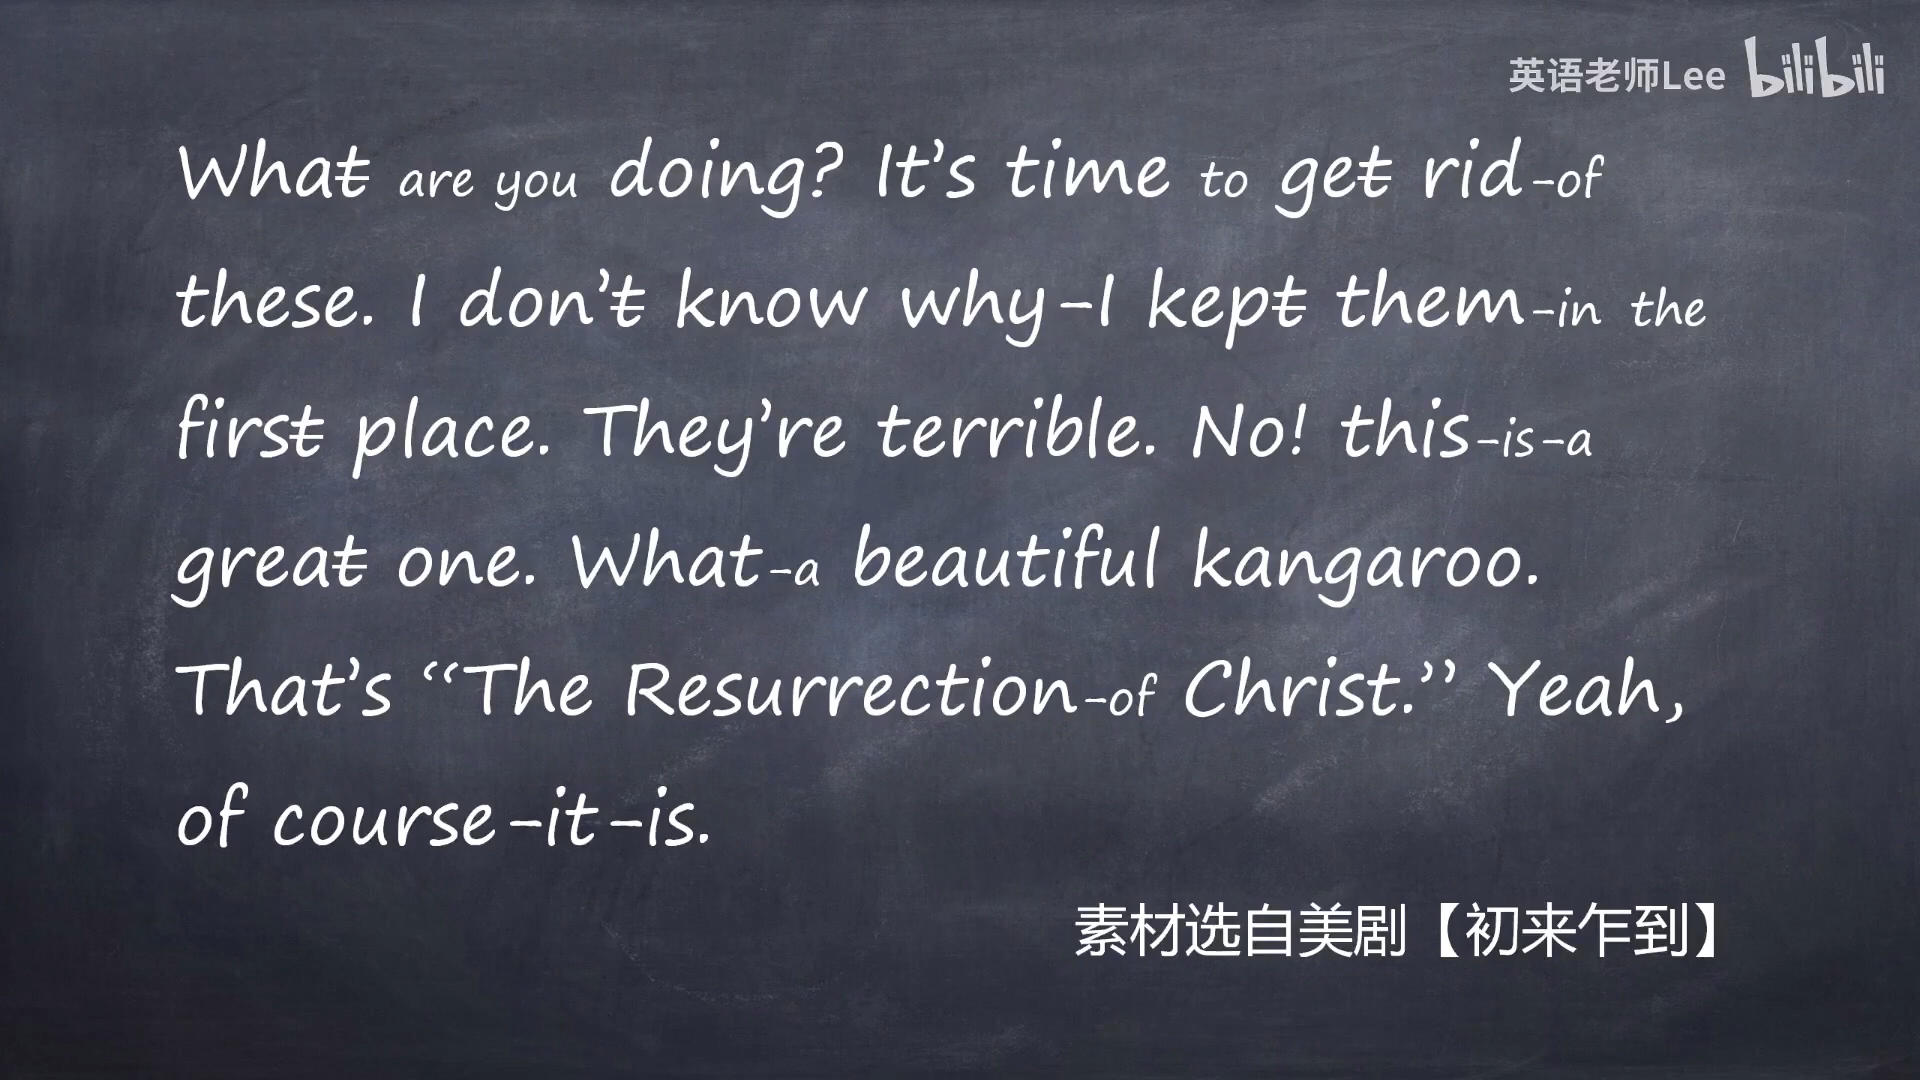 英语老师Lee bilibili
What are you doing? It’s time to get rid-of
these. I don’t know why-I kept them-in the
first place. They’re terrible. No! this-is-a
great one. What-a beautiful kangaroo.
That’s “The Resurrection-of Christ.” Yeah,
of course-it-is.
素材选自美剧【初来乍到】